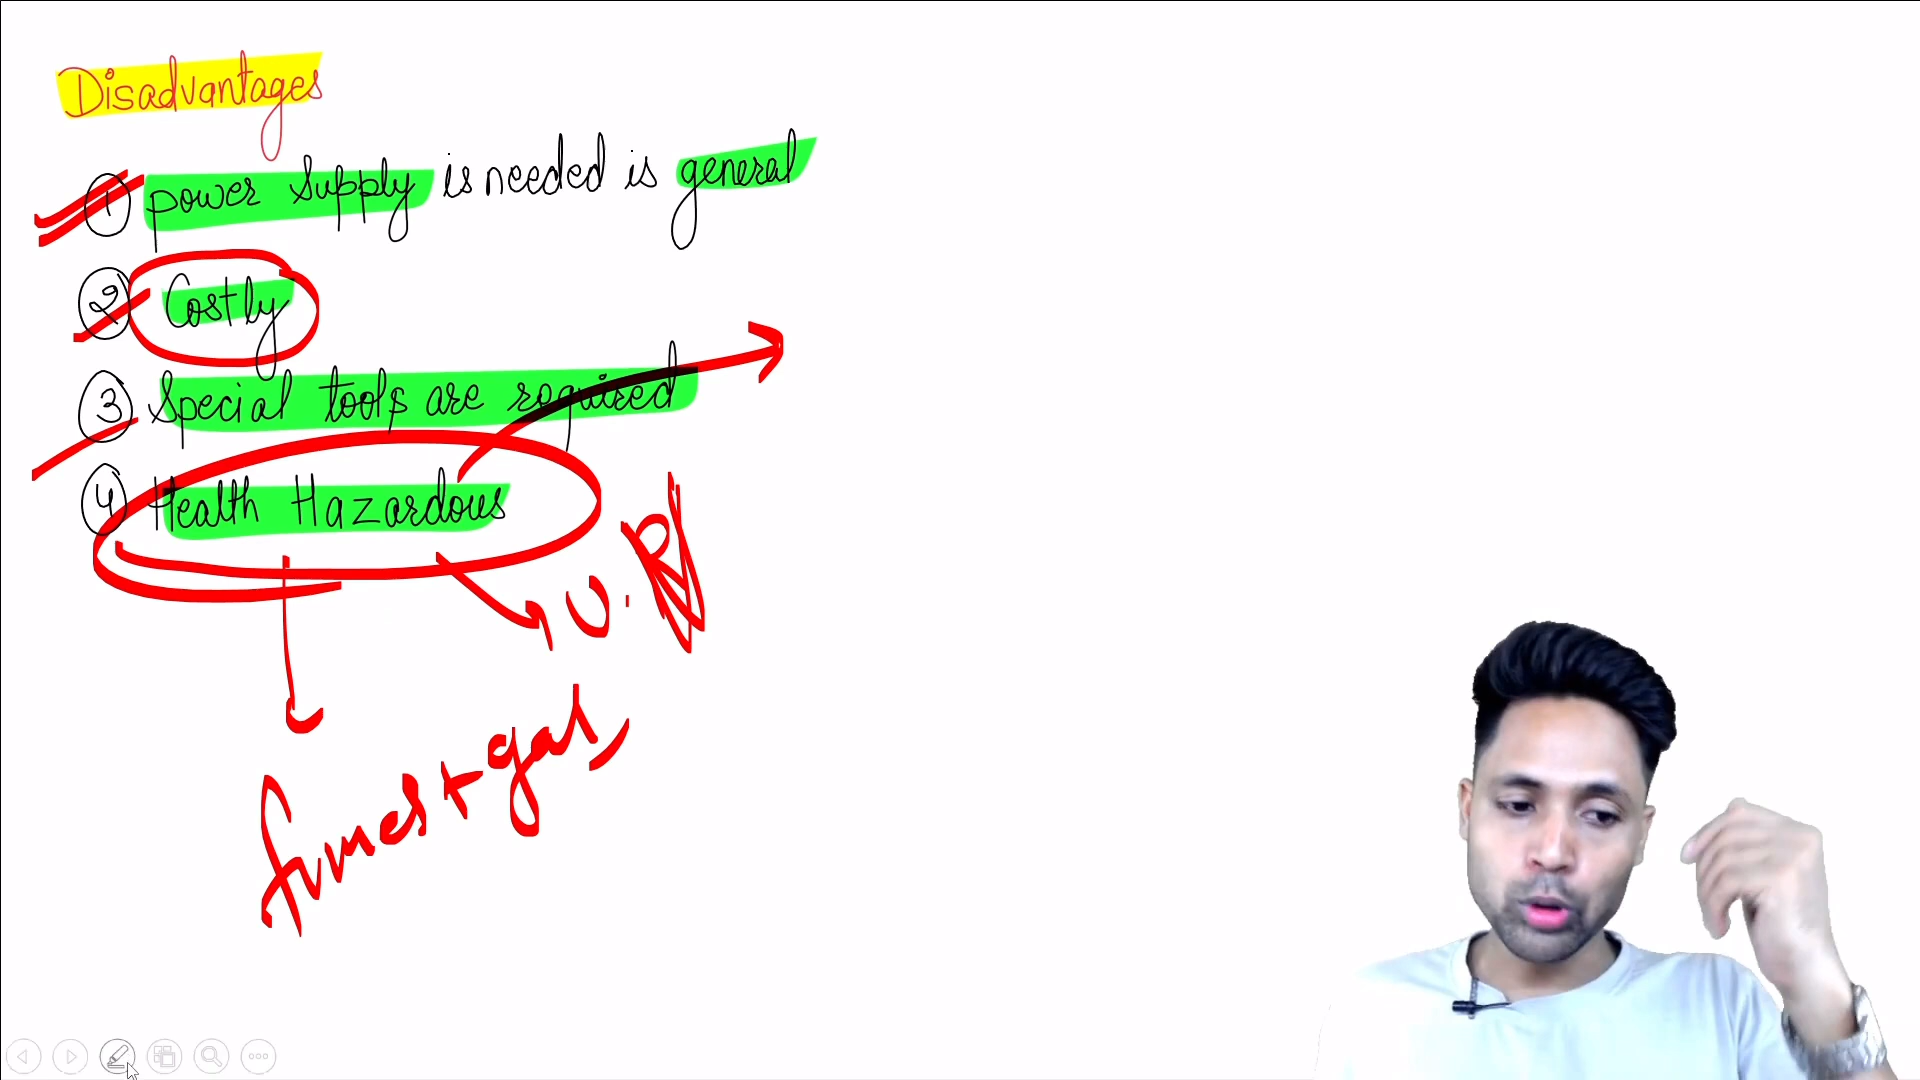 Disadvantages
① power supply is needed is general
② Costly
③ Special tools are required
④ Health Hazardous
U.
fumes + gas